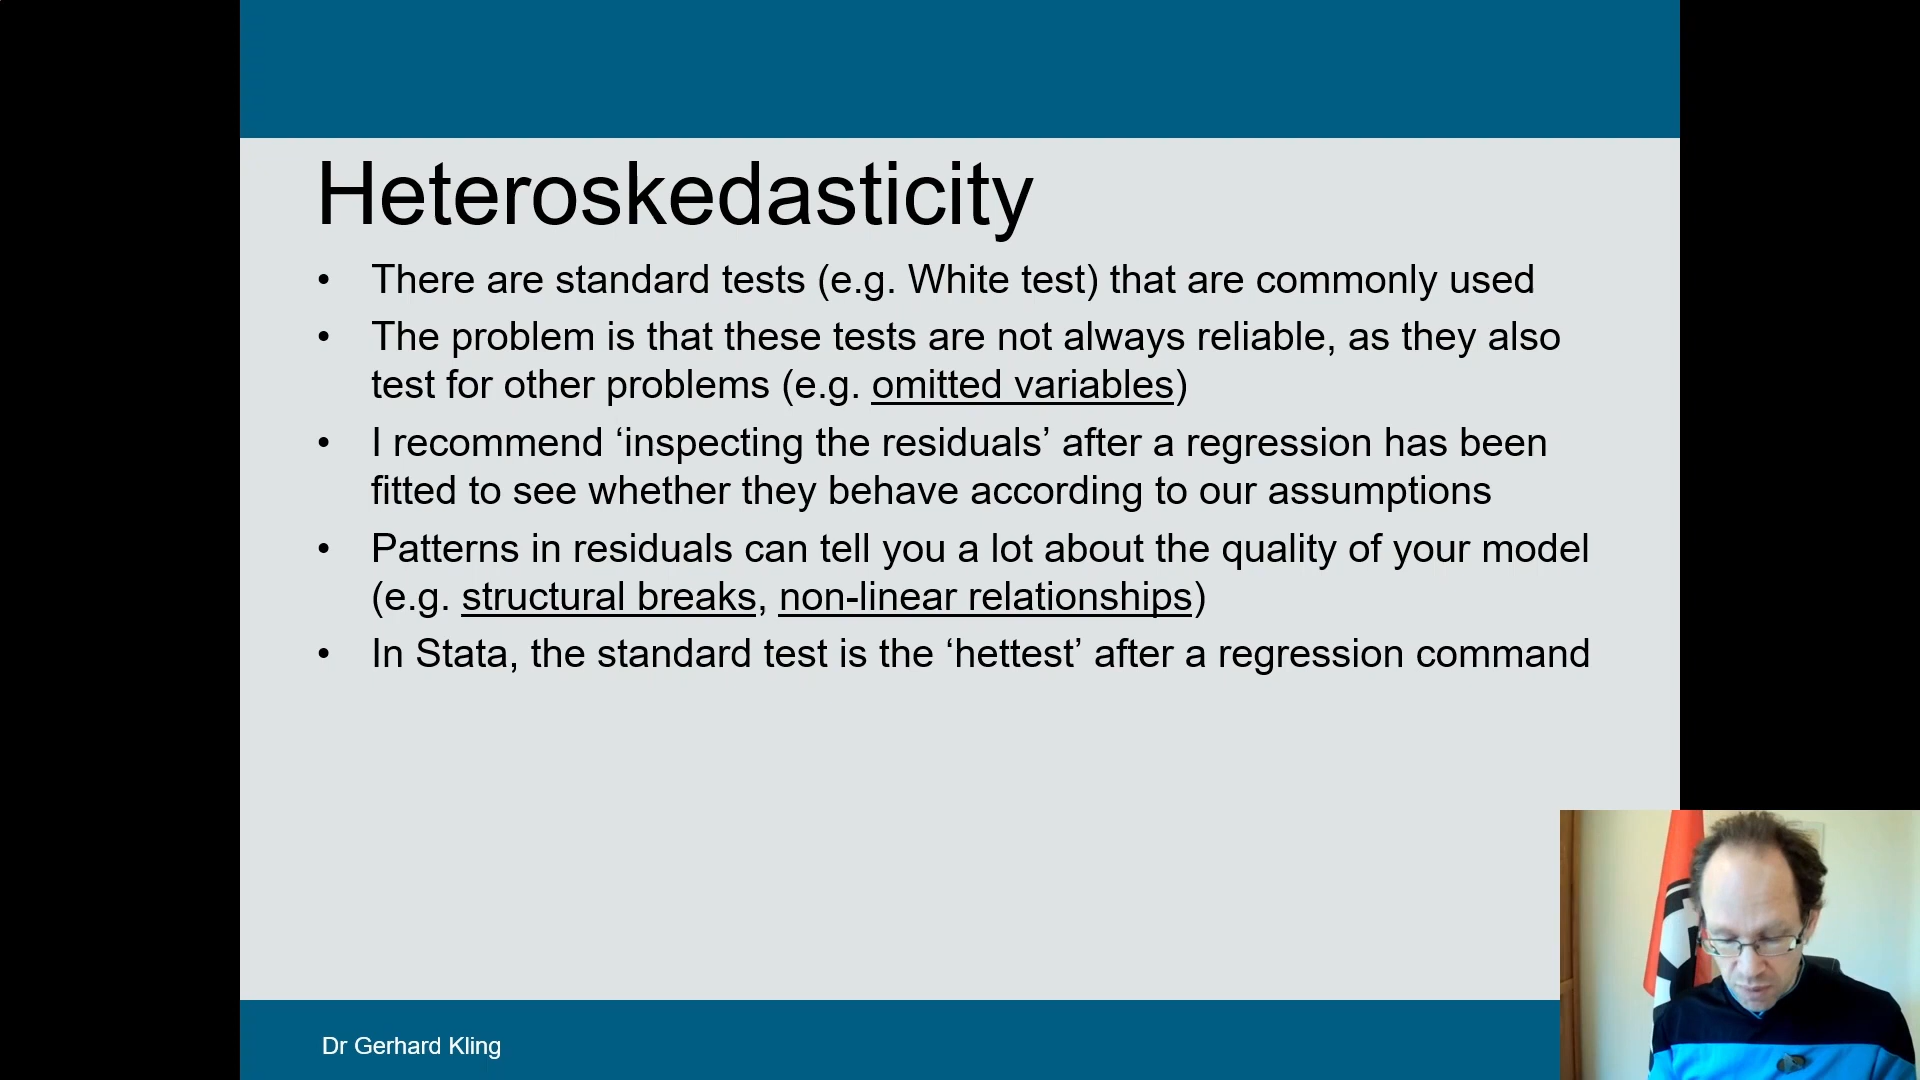 Heteroskedasticity
• There are standard tests (e.g. White test) that are commonly used
• The problem is that these tests are not always reliable, as they also
test for other problems (e.g. omitted variables)
• I recommend ‘inspecting the residuals’ after a regression has been
fitted to see whether they behave according to our assumptions
• Patterns in residuals can tell you a lot about the quality of your model
(e.g. structural breaks, non-linear relationships)
• In Stata, the standard test is the ‘hettest’ after a regression command
Dr Gerhard Kling